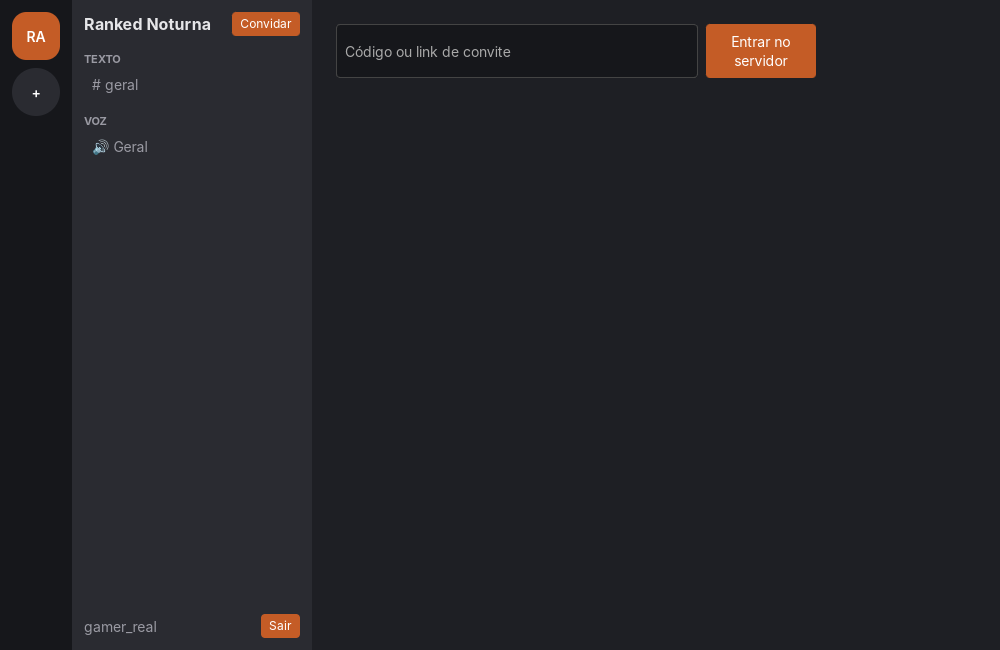 RA
+
Ranked Noturna
Convidar
TEXTO
# geral
VOZ
🔊 Geral
gamer_real
Sair
Código ou link de convite
Entrar no
servidor